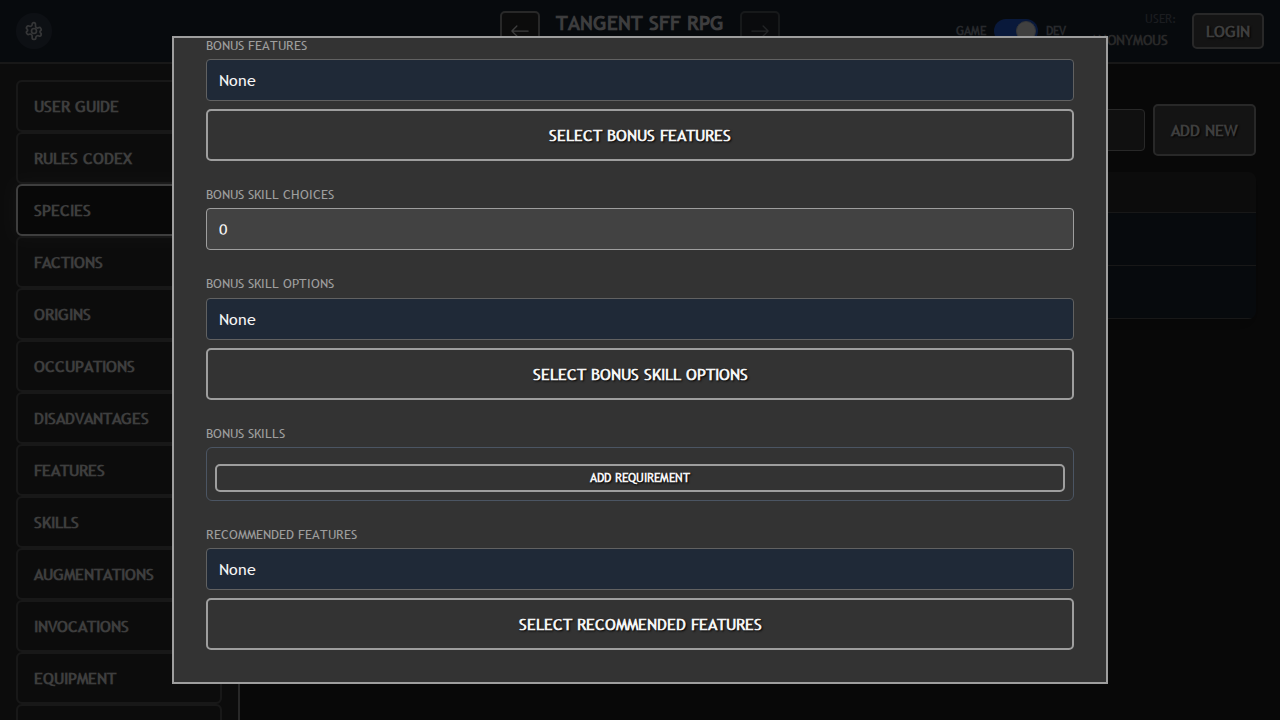 TANGENT SFF RPG
GAME
DEV
USER:
ONYMOUS
LOGIN
USER GUIDE
RULES CODEX
SPECIES
FACTIONS
ORIGINS
OCCUPATIONS
DISADVANTAGES
FEATURES
SKILLS
AUGMENTATIONS
INVOCATIONS
EQUIPMENT
ADD NEW
BONUS FEATURES
None
SELECT BONUS FEATURES
BONUS SKILL CHOICES
0
BONUS SKILL OPTIONS
None
SELECT BONUS SKILL OPTIONS
BONUS SKILLS
ADD REQUIREMENT
RECOMMENDED FEATURES
None
SELECT RECOMMENDED FEATURES